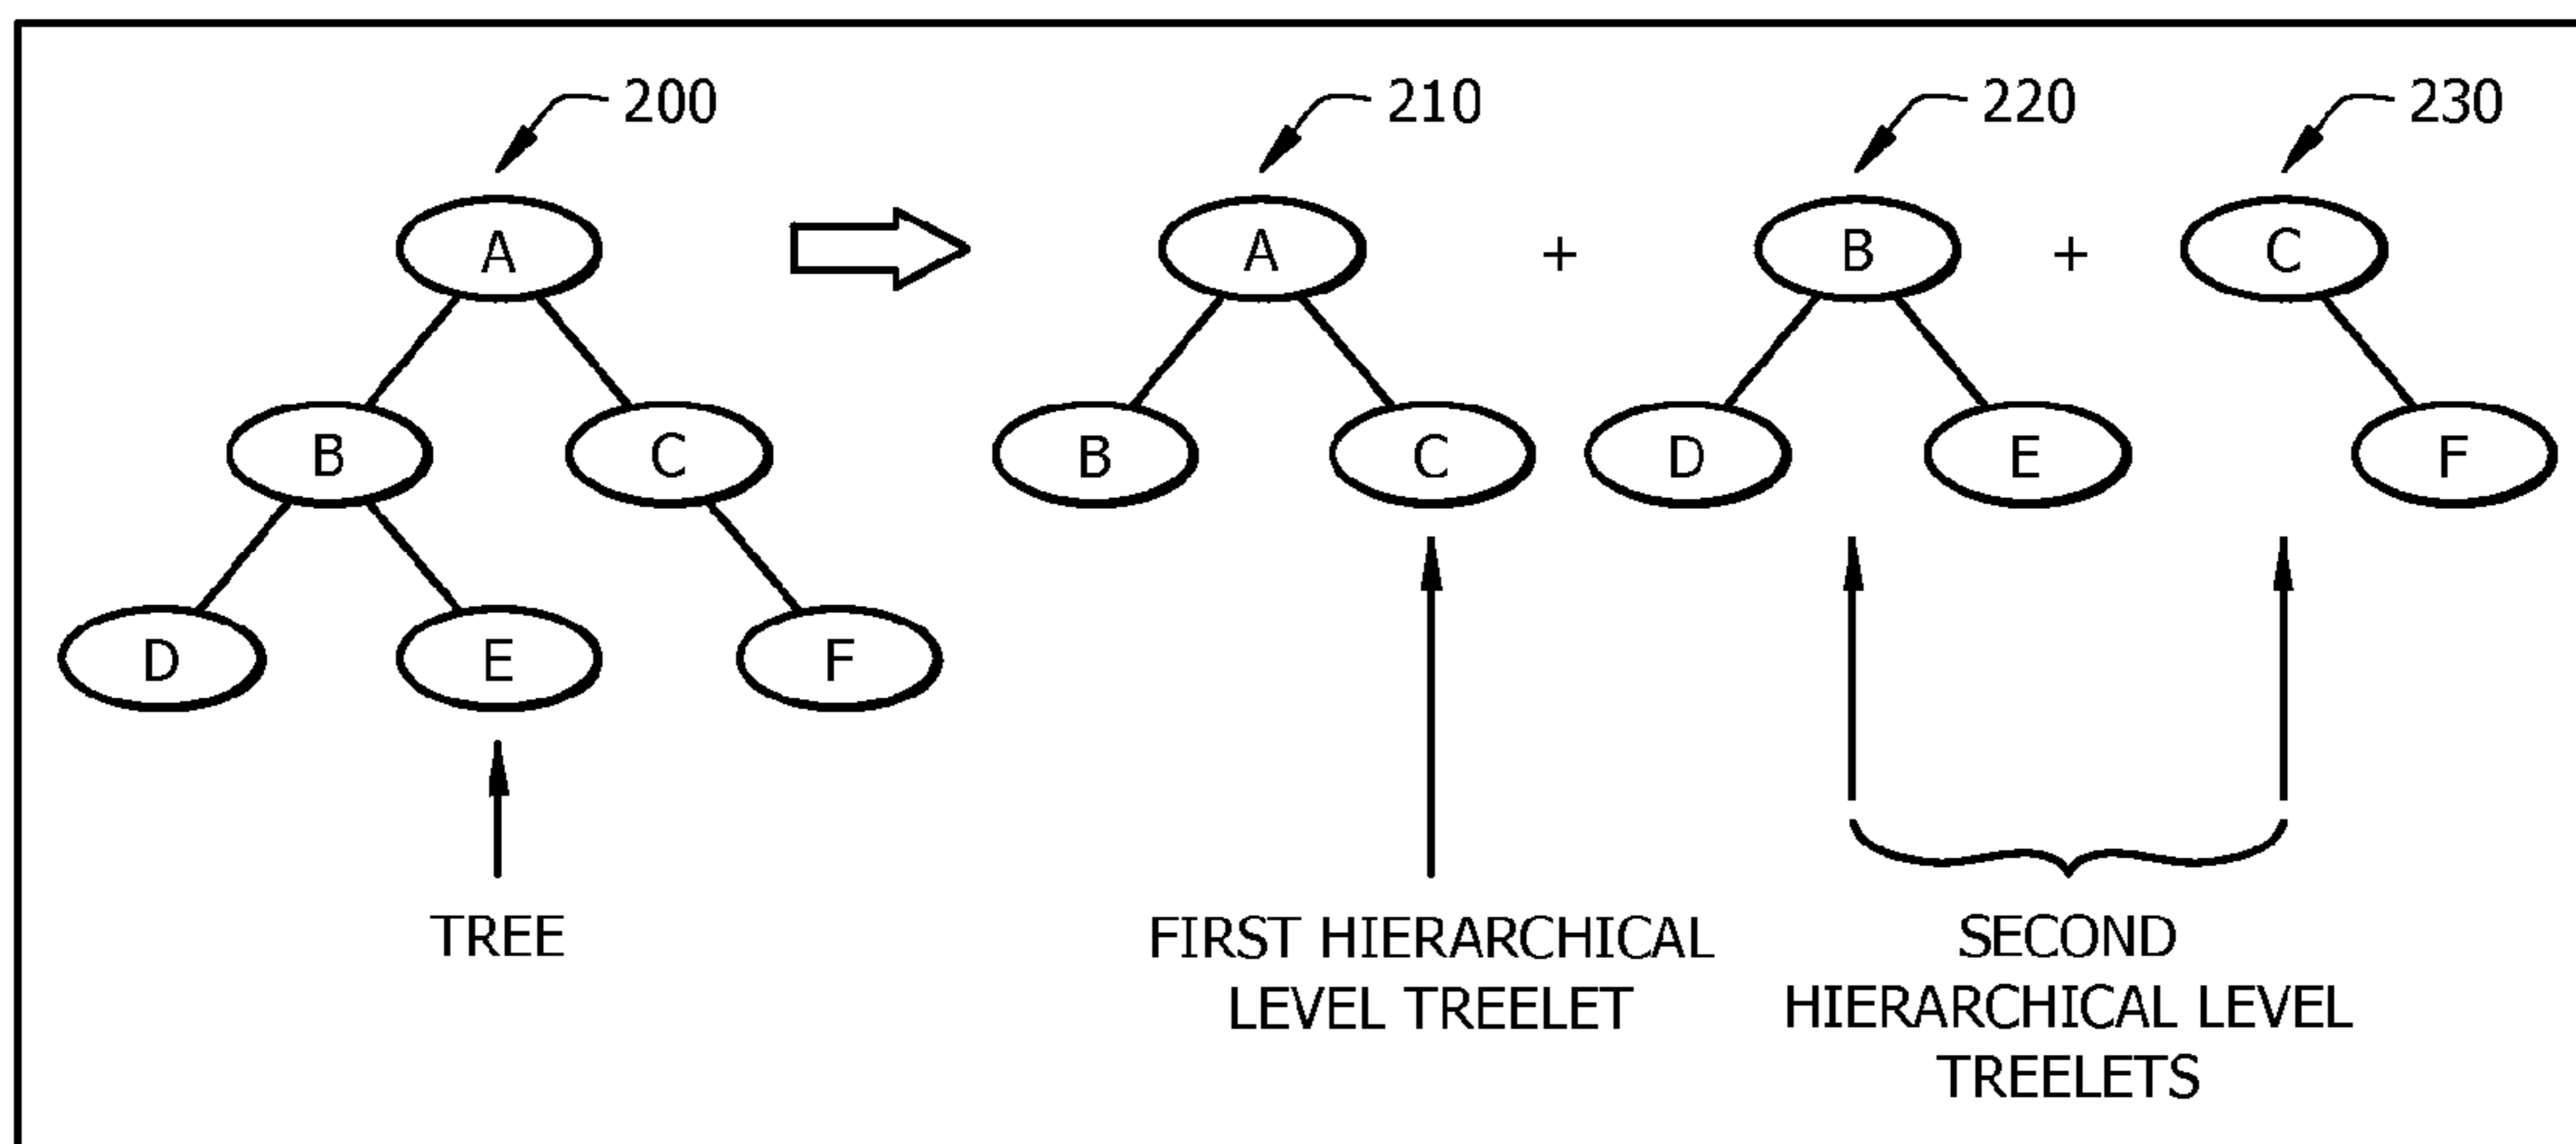 200
210
220
230
A
A
+
B
+
C
B
C
B
C
D
E
F
D
E
F
TREE
FIRST HIERARCHICAL
LEVEL TREELET
SECOND
HIERARCHICAL LEVEL
TREELETS